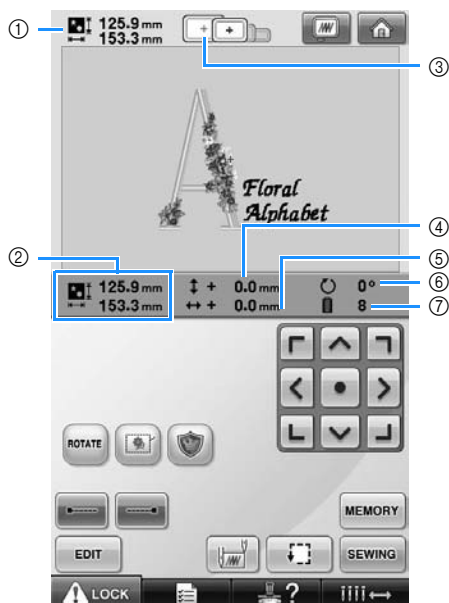 ① 125.9 mm
153.3 mm
③
Floral
Alphabet
④
②
⑤
125.9 mm ↕ + 0.0 mm ↻ 0° ⑥
153.3 mm ↔ + 0.0 mm 8 ⑦
ROTATE
MEMORY
EDIT SEWING
LOCK ?